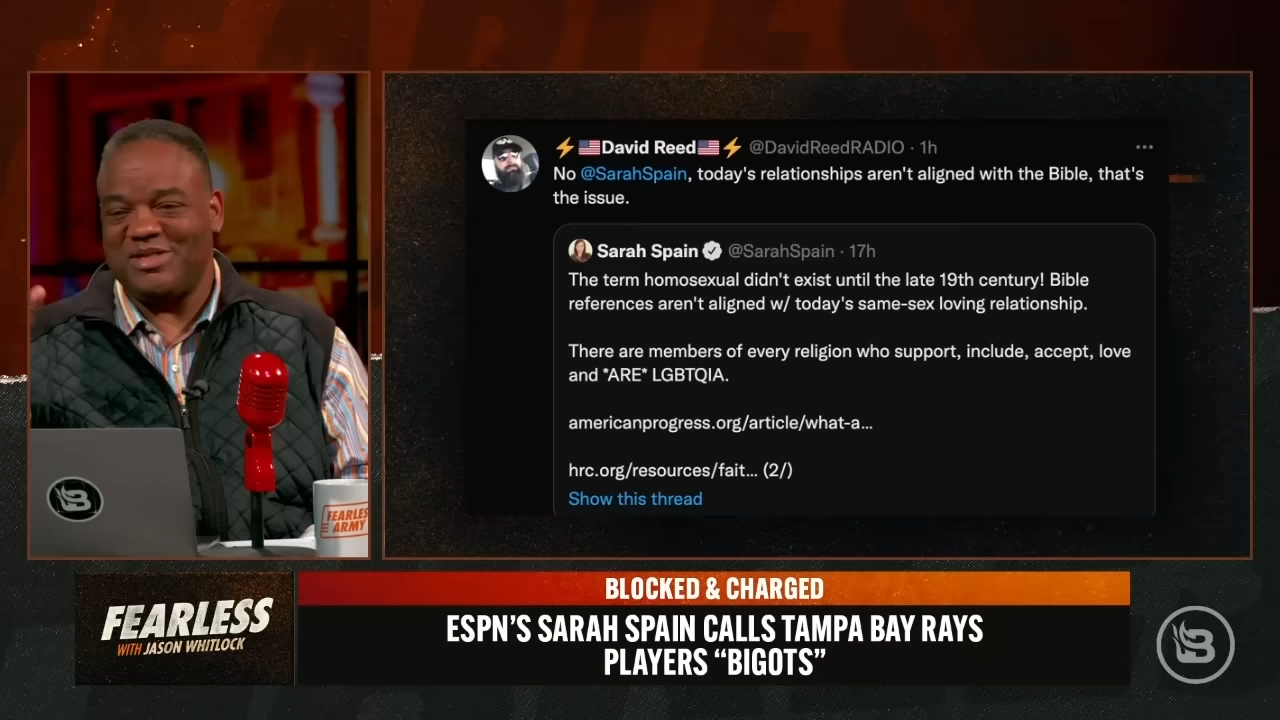 ⚡🇺🇸David Reed🇺🇸⚡ @DavidReedRADIO · 1h
No @SarahSpain, today's relationships aren't aligned with the Bible, that's
the issue.
Sarah Spain @SarahSpain · 17h
The term homosexual didn't exist until the late 19th century! Bible
references aren't aligned w/ today's same-sex loving relationship.
There are members of every religion who support, include, accept, love
and *ARE* LGBTQIA.
americanprogress.org/article/what-a...
hrc.org/resources/fait... (2/)
Show this thread
B
FEARLESS
ARMY
BLOCKED & CHARGED
FEARLESS
WITH JASON WHITLOCK
ESPN'S SARAH SPAIN CALLS TAMPA BAY RAYS
PLAYERS “BIGOTS”
B